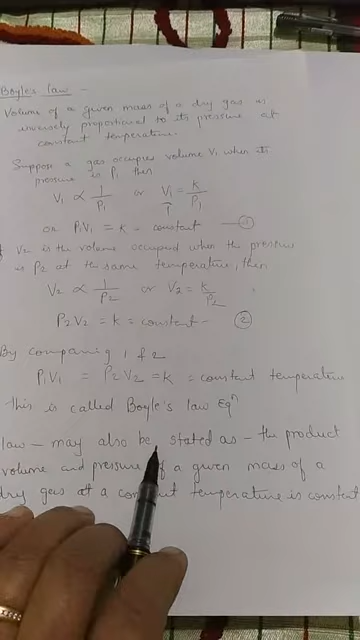 Boyle's law -
Volume of a given mass of a dry gas is
inversely proportional to its pressure at
constant temperature.
Suppose a gas occupies volume V1 when its
pressure is P1 then
V1 ∝ 1/P1 or V1 = k/P1
or P1V1 = k = constant — ①
V2 is the volume occupied when the pressure
is P2 at the same temperature, then
V2 ∝ 1/P2 or V2 = k/P2
P2V2 = k = constant - ②
By comparing 1 & 2
P1V1 = P2V2 = k = constant temperature
This is called Boyle's law Eqn
law - may also be stated as - the product
volume and pressure of a given mass of a
dry gas at a temperature is constant